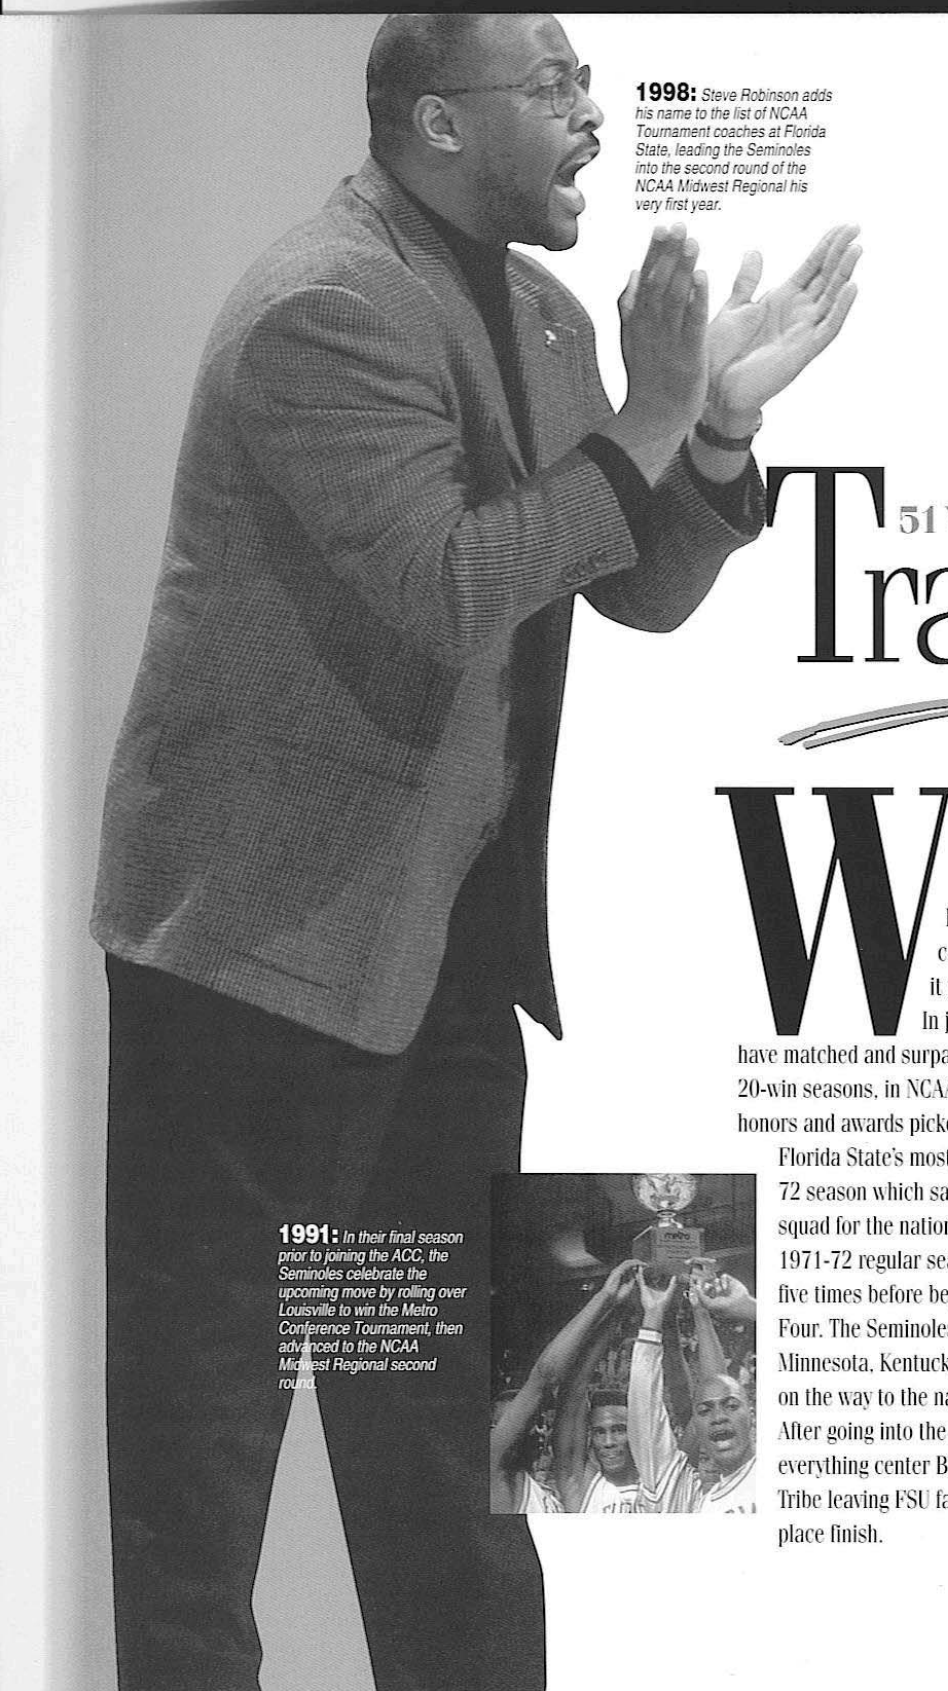 1998: Steve Robinson adds
his name to the list of NCAA
Tournament coaches at Florida
State, leading the Seminoles
into the second round of the
NCAA Midwest Regional his
very first year.
51
Tra
W
c
it
In j
have matched and surpa
20-win seasons, in NCAA
honors and awards picke
Florida State's most
72 season which sa
squad for the nation
1971-72 regular sea
five times before be
Four. The Seminoles
Minnesota, Kentuck
on the way to the na
After going into the
everything center B
Tribe leaving FSU fa
place finish.
1991: In their final season
prior to joining the ACC, the
Seminoles celebrate the
upcoming move by rolling over
Louisville to win the Metro
Conference Tournament, then
advanced to the NCAA
Midwest Regional second
round.
metro